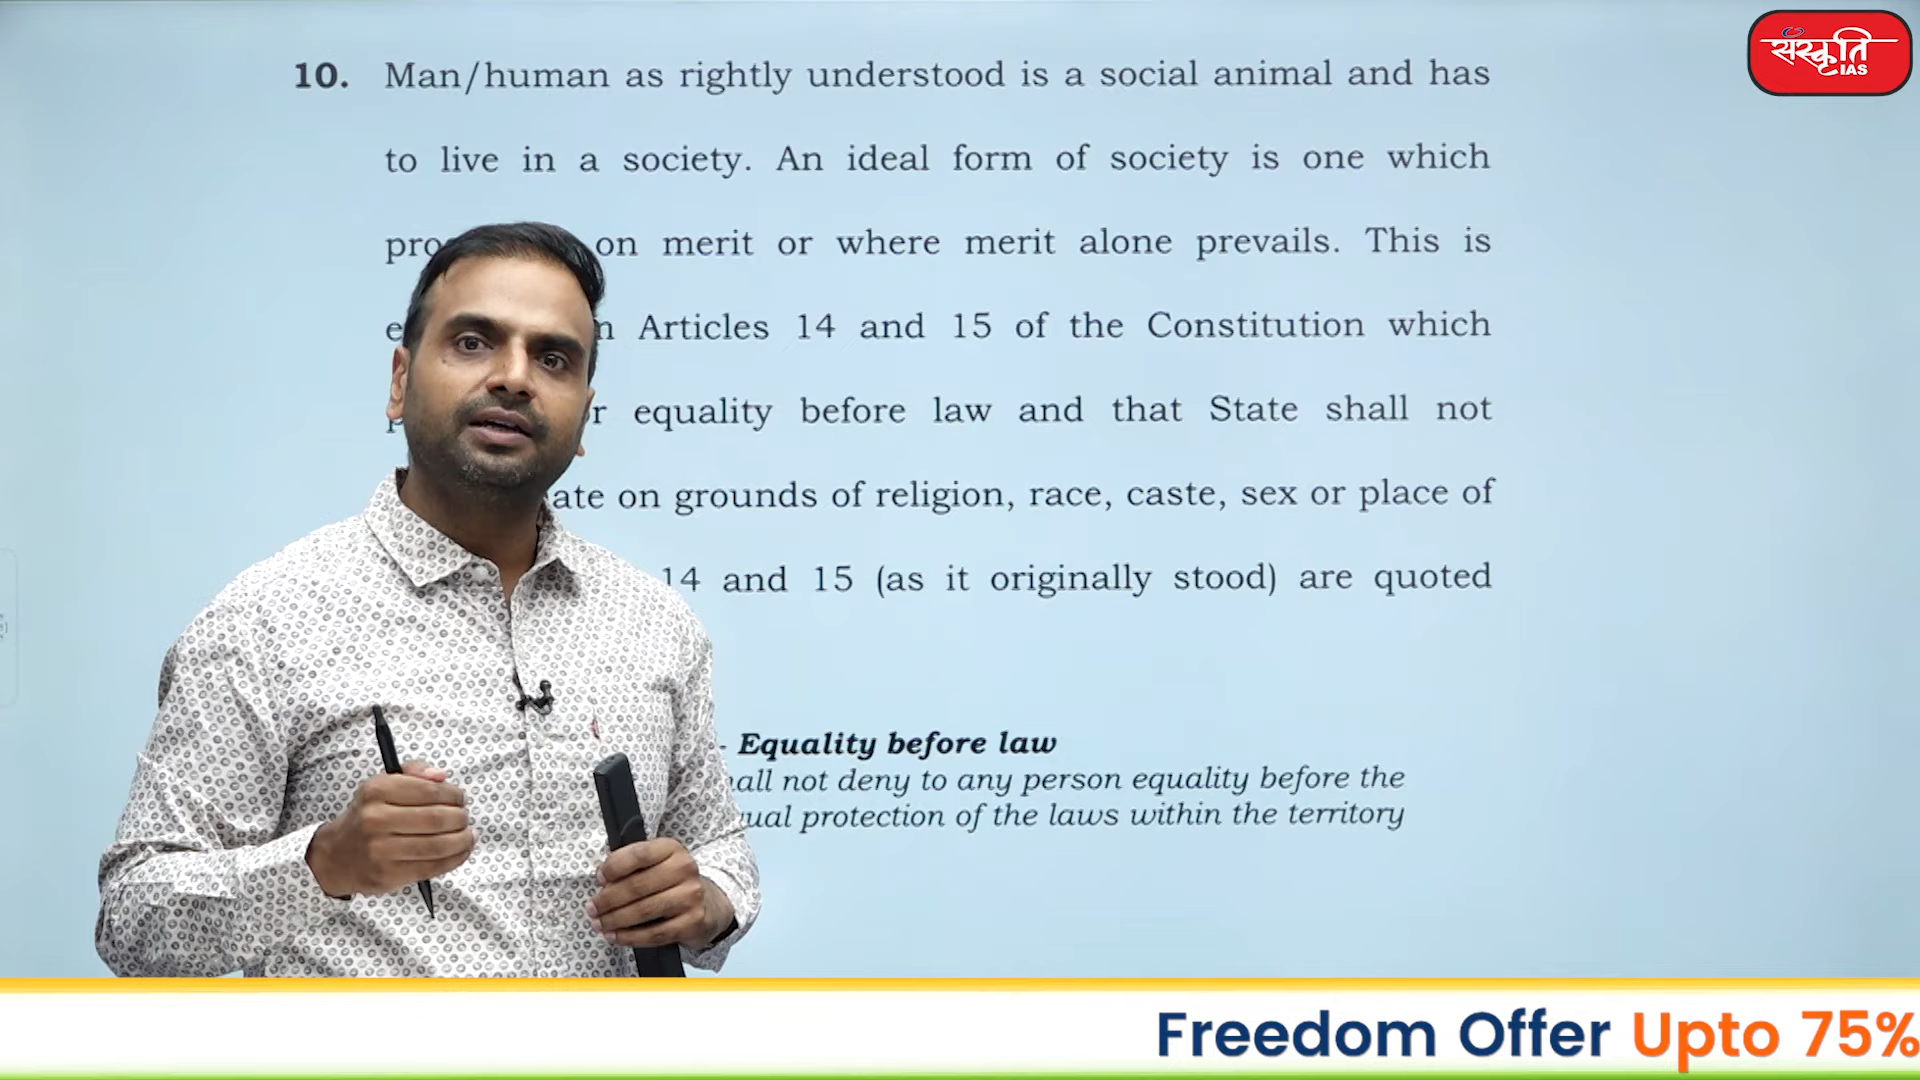 संस्कृति
IAS
10. Man/human as rightly understood is a social animal and has
to live in a society. An ideal form of society is one which
on merit or where merit alone prevails. This is
Articles 14 and 15 of the Constitution which
equality before law and that State shall not
on grounds of religion, race, caste, sex or place of
14 and 15 (as it originally stood) are quoted
Equality before law
not deny to any person equality before the
protection of the laws within the territory
Freedom Offer Upto 75%